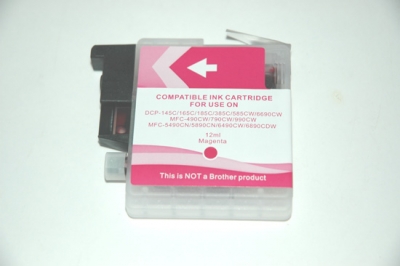 COMPATIBLE INK CARTRIDGE
FOR USE ON
DCP-145C/165C/195C/385C/585CW/6690CW
MFC-490CW/790CW/990CW
MFC-5490CN/5890CN/6490CW/6890CDW
12ml
Magenta
This is NOT a Brother product